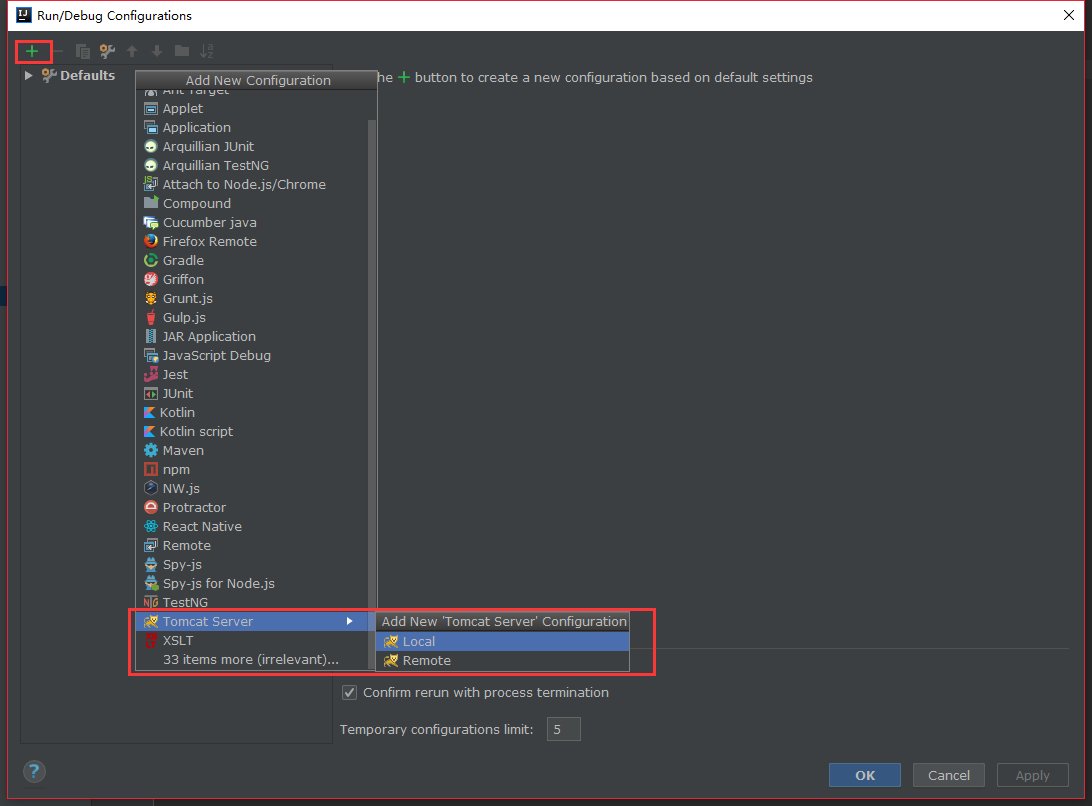 Run/Debug Configurations
Defaults
Add New Configuration
he + button to create a new configuration based on default settings
Ant Target
Applet
Application
Arquillian JUnit
Arquillian TestNG
Attach to Node.js/Chrome
Compound
Cucumber java
Firefox Remote
Gradle
Griffon
Grunt.js
Gulp.js
JAR Application
JavaScript Debug
Jest
JUnit
Kotlin
Kotlin script
Maven
npm
NW.js
Protractor
React Native
Remote
Spy-js
Spy-js for Node.js
TestNG
Tomcat Server
Add New 'Tomcat Server' Configuration
XSLT
Local
33 items more (irrelevant)...
Remote
Confirm rerun with process termination
Temporary configurations limit: 5
?
OK
Cancel
Apply